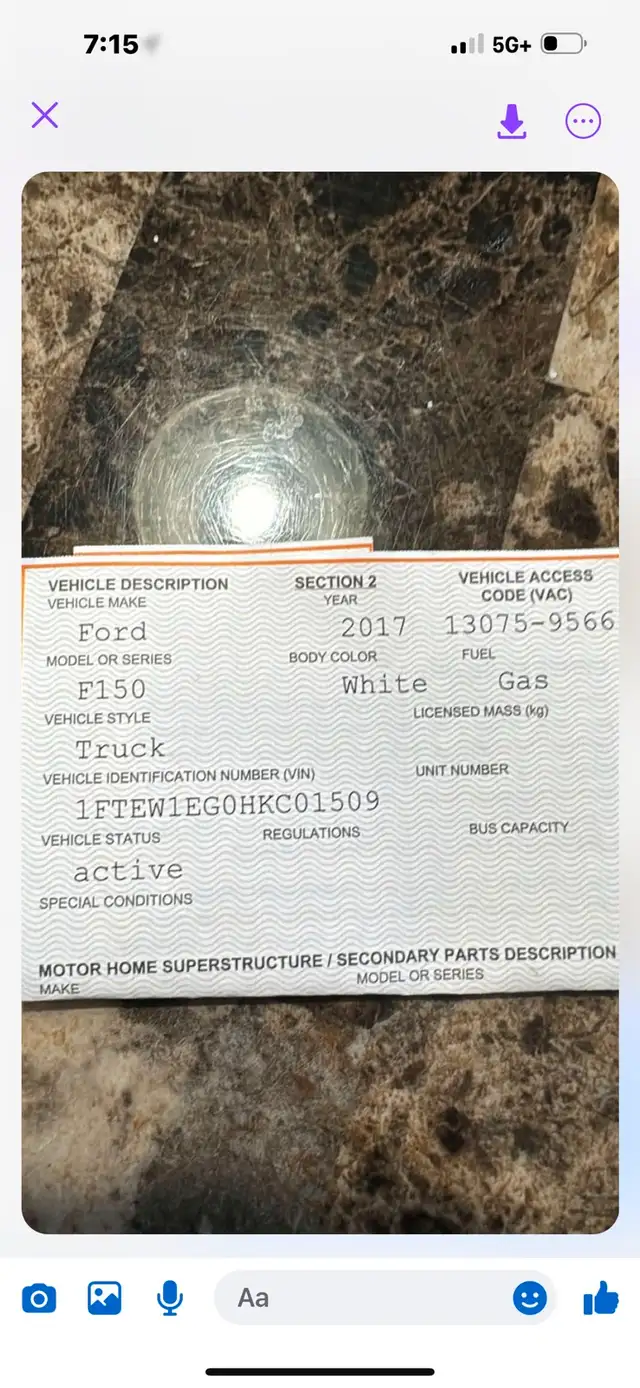 7:15
5G+
VEHICLE DESCRIPTION SECTION 2 VEHICLE ACCESS
VEHICLE MAKE YEAR CODE (VAC)
Ford 2017 13075-9566
MODEL OR SERIES BODY COLOR FUEL
F150 White Gas
VEHICLE STYLE LICENSED MASS (kg)
Truck
VEHICLE IDENTIFICATION NUMBER (VIN) UNIT NUMBER
1FTEW1EG0HKC01509
VEHICLE STATUS REGULATIONS BUS CAPACITY
active
SPECIAL CONDITIONS
MOTOR HOME SUPERSTRUCTURE / SECONDARY PARTS DESCRIPTION
MAKE MODEL OR SERIES
Aa